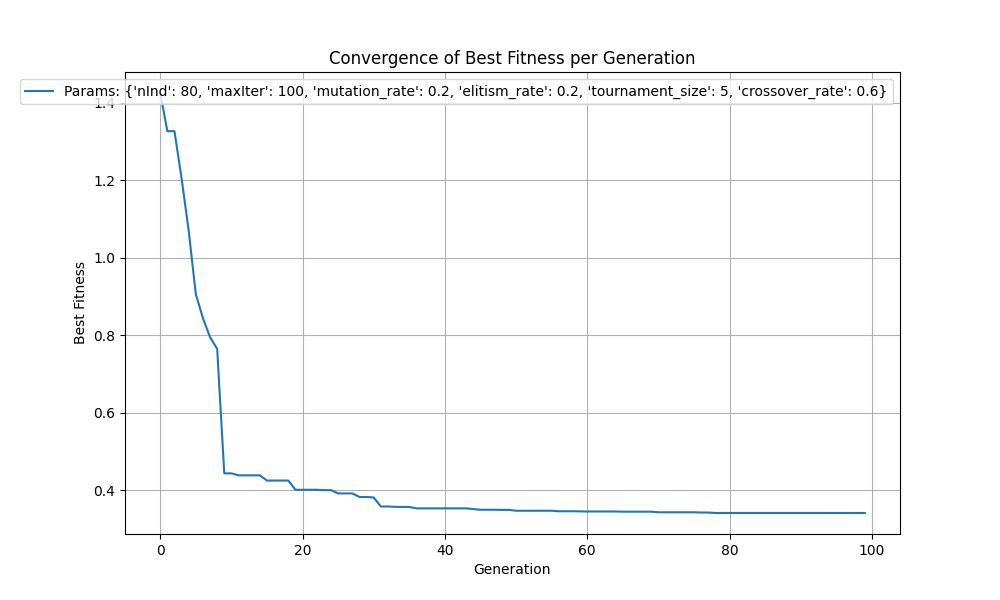 Convergence of Best Fitness per Generation
Params: {'nInd': 80, 'maxIter': 100, 'mutation_rate': 0.2, 'elitism_rate': 0.2, 'tournament_size': 5, 'crossover_rate': 0.6}
1.4
1.2
1.0
0.8
0.6
0.4
Best Fitness
0 20 40 60 80 100
Generation